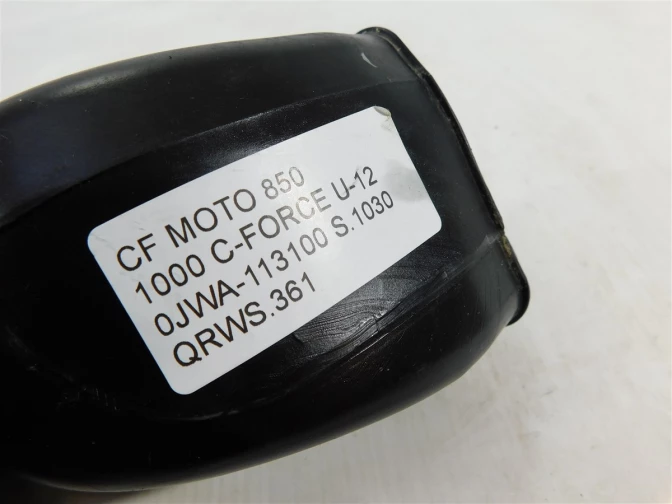 CF MOTO 850
1000 C-FORCE U-12
0JWA-113100 S.1030
QRWS.361